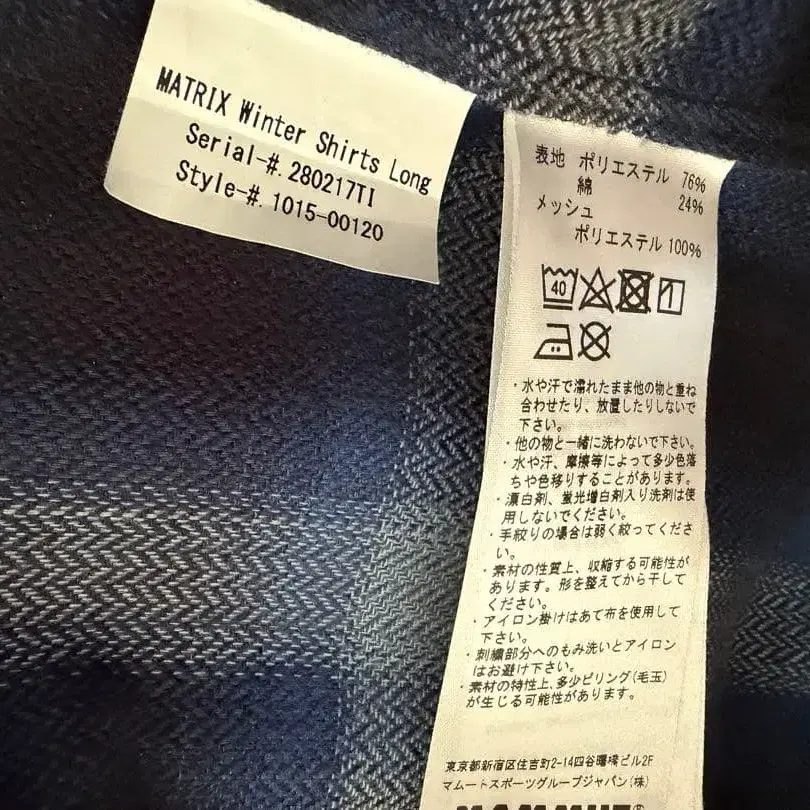 MATRIX Winter Shirts Long
Serial-#. 280217TI
Style-#. 1015-00120
表地 ポリエステル 76%
綿 24%
メッシュ
ポリエステル 100%
40
・水や汗で濡れたまま他の物と重ね
合わせたり、放置したりしないで
下さい。
・他の物と一緒に洗わないで下さい。
・水や汗、摩擦等によって多少色落
ちや色移りすることがあります。
・漂白剤、蛍光増白剤入り洗剤は使
用しないでください。
・手絞りの場合は弱く絞ってくださ
い。
・素材の性質上、収縮する可能性が
あります。形を整えてから干して
ください。
・アイロン掛けはあて布を使用して
下さい。
・刺繍部分へのもみ洗いとアイロン
はお避け下さい。
・素材の特性上、多少ピリング(毛玉)
が生じる可能性があります。
東京都新宿区住吉町2-14四谷曙橋ビル2F
マムートスポーツグループジャパン(株)